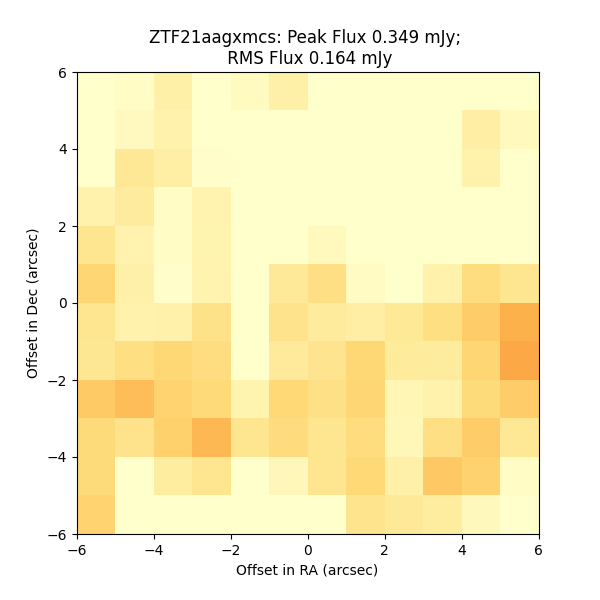 ZTF21aagxmcs: Peak Flux 0.349 mJy;
RMS Flux 0.164 mJy
6
4
2
0
−2
−4
−6
Offset in Dec (arcsec)
−6 −4 −2 0 2 4 6
Offset in RA (arcsec)